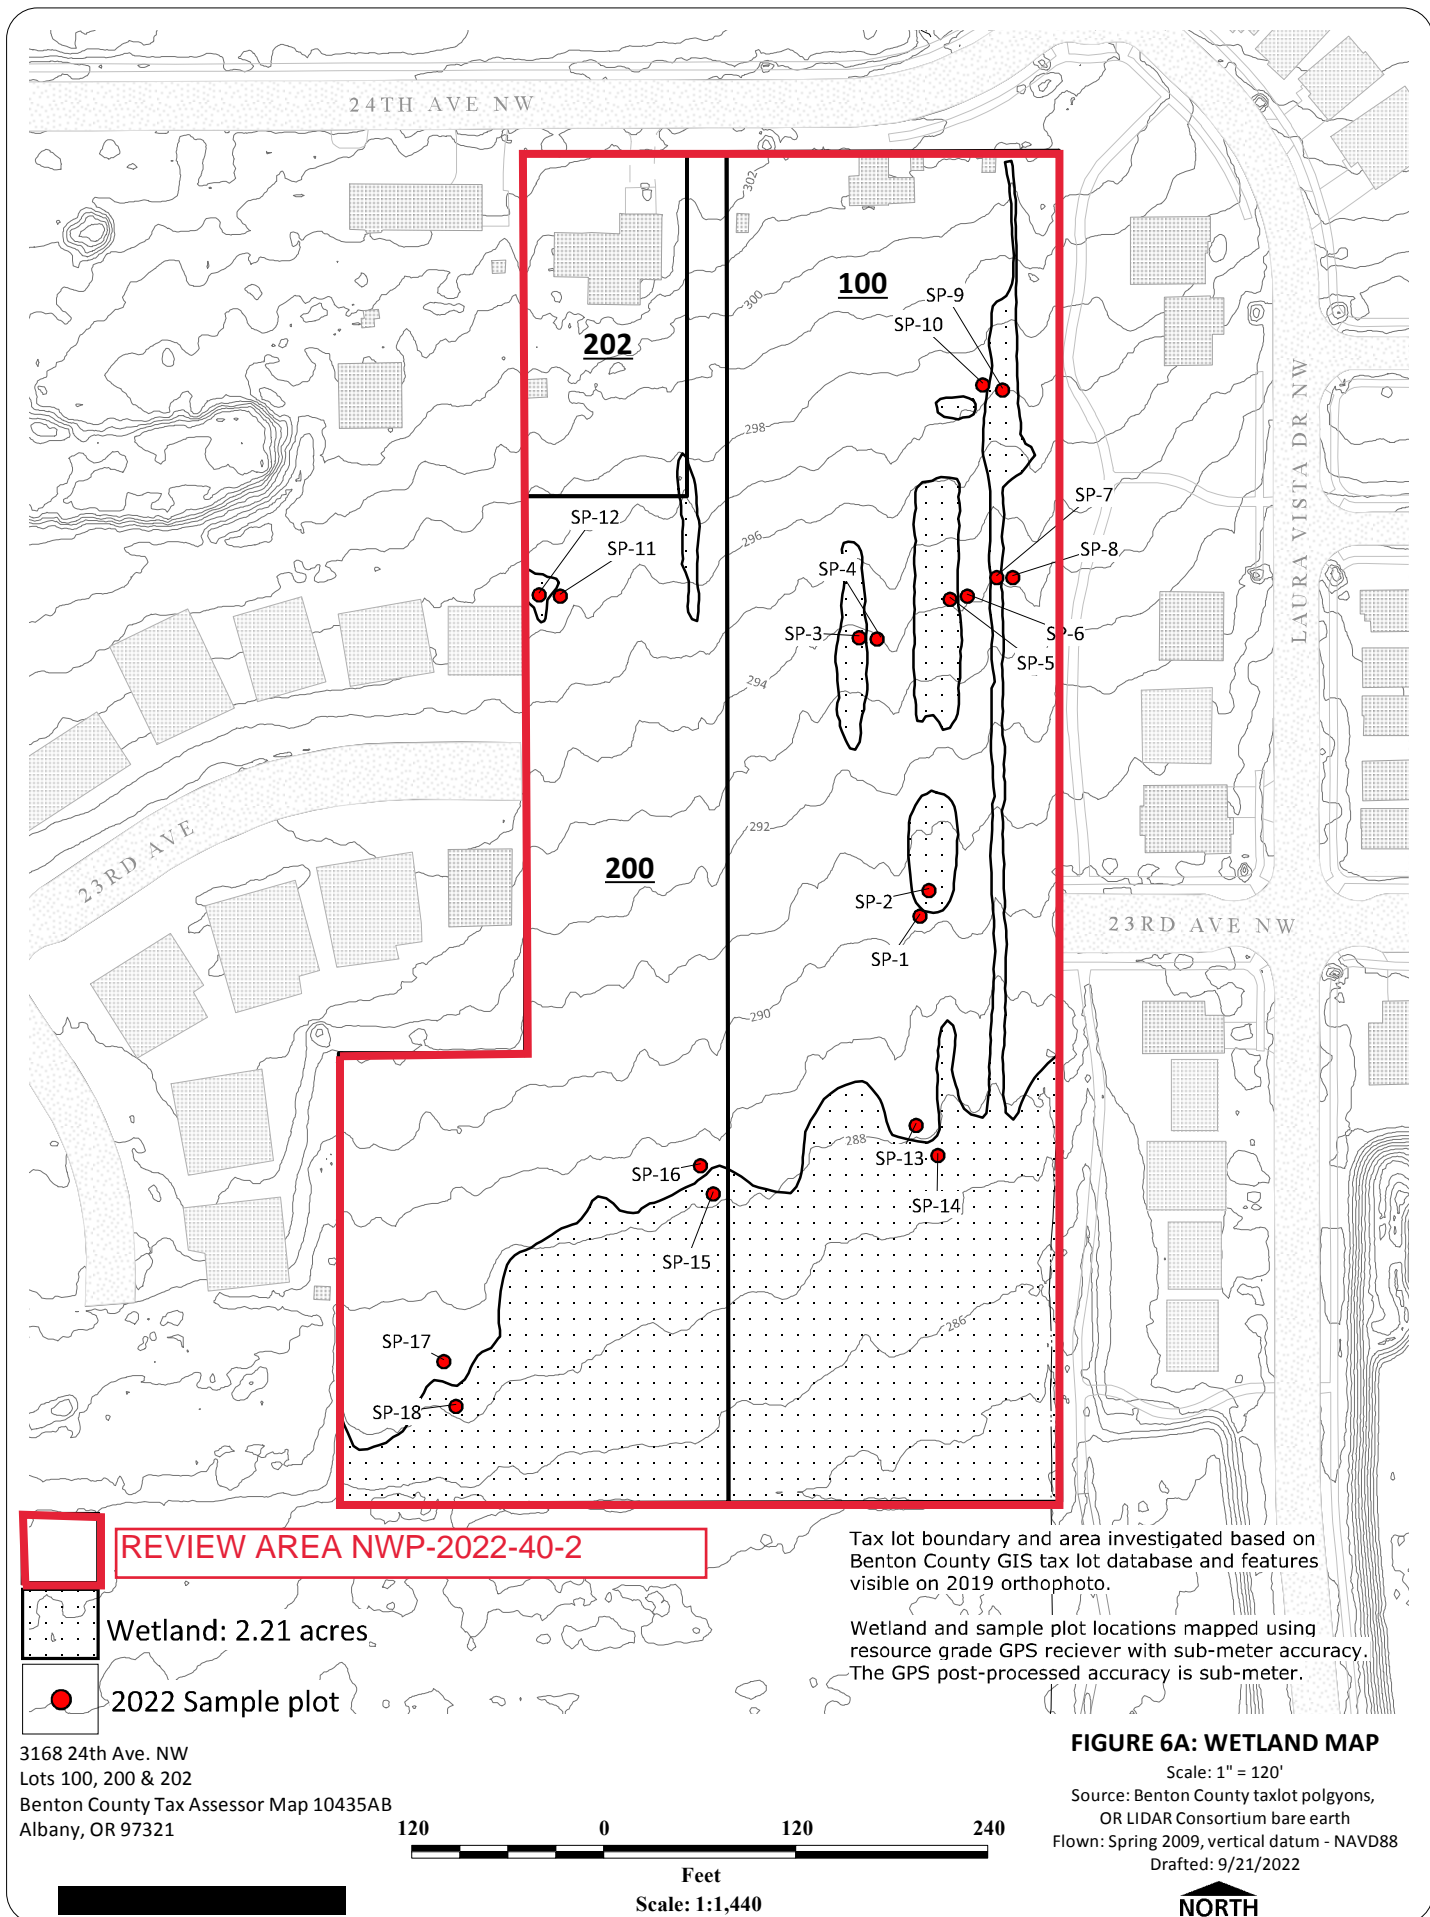 24TH AVE NW
302
100
SP-9
300
SP-10
202
LAURA VISTA DR NW
298
SP-7
SP-12
296
SP-11
SP-8
SP-4
SP-3
SP-6
SP-5
294
292
23RD AVE
200
SP-2
23RD AVE NW
SP-1
290
288
SP-13
SP-16
SP-14
SP-15
286
SP-17
SP-18
REVIEW AREA NWP-2022-40-2
Wetland: 2.21 acres
2022 Sample plot
Tax lot boundary and area investigated based on
Benton County GIS tax lot database and features
visible on 2019 orthophoto.
Wetland and sample plot locations mapped using
resource grade GPS reciever with sub-meter accuracy.
The GPS post-processed accuracy is sub-meter.
3168 24th Ave. NW
Lots 100, 200 & 202
Benton County Tax Assessor Map 10435AB
Albany, OR 97321
120 0 120 240
Feet
Scale: 1:1,440
FIGURE 6A: WETLAND MAP
Scale: 1" = 120'
Source: Benton County taxlot polgyons,
OR LIDAR Consortium bare earth
Flown: Spring 2009, vertical datum - NAVD88
Drafted: 9/21/2022
NORTH